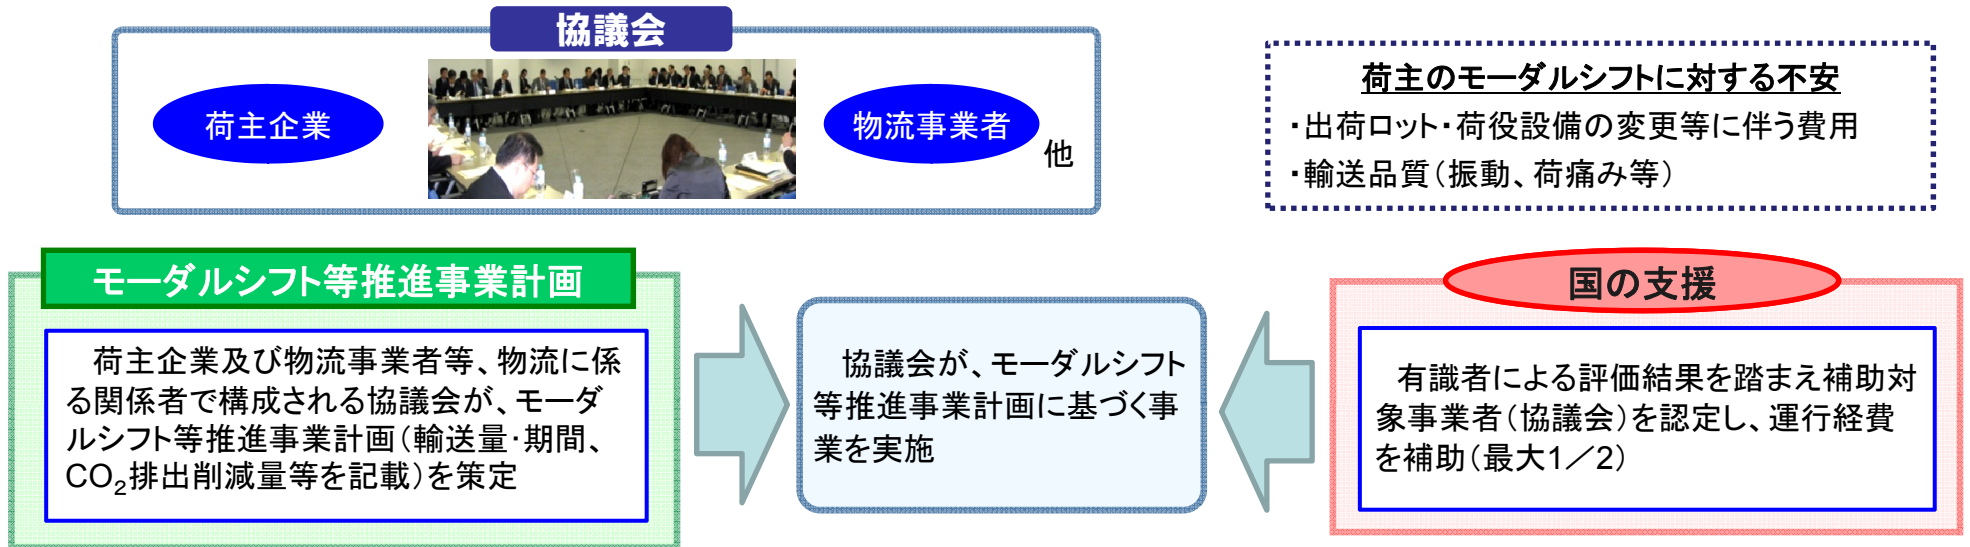 協議会
荷主企業
物流事業者
他
荷主のモーダルシフトに対する不安
・出荷ロット・荷役設備の変更等に伴う費用
・輸送品質（振動、荷痛み等）
モーダルシフト等推進事業計画
荷主企業及び物流事業者等、物流に係
る関係者で構成される協議会が、モーダ
ルシフト等推進事業計画（輸送量・期間、
CO₂排出削減量等を記載）を策定
協議会が、モーダルシフト
等推進事業計画に基づく事
業を実施
国の支援
有識者による評価結果を踏まえ補助対
象事業者（協議会）を認定し、運行経費
を補助（最大1／2）